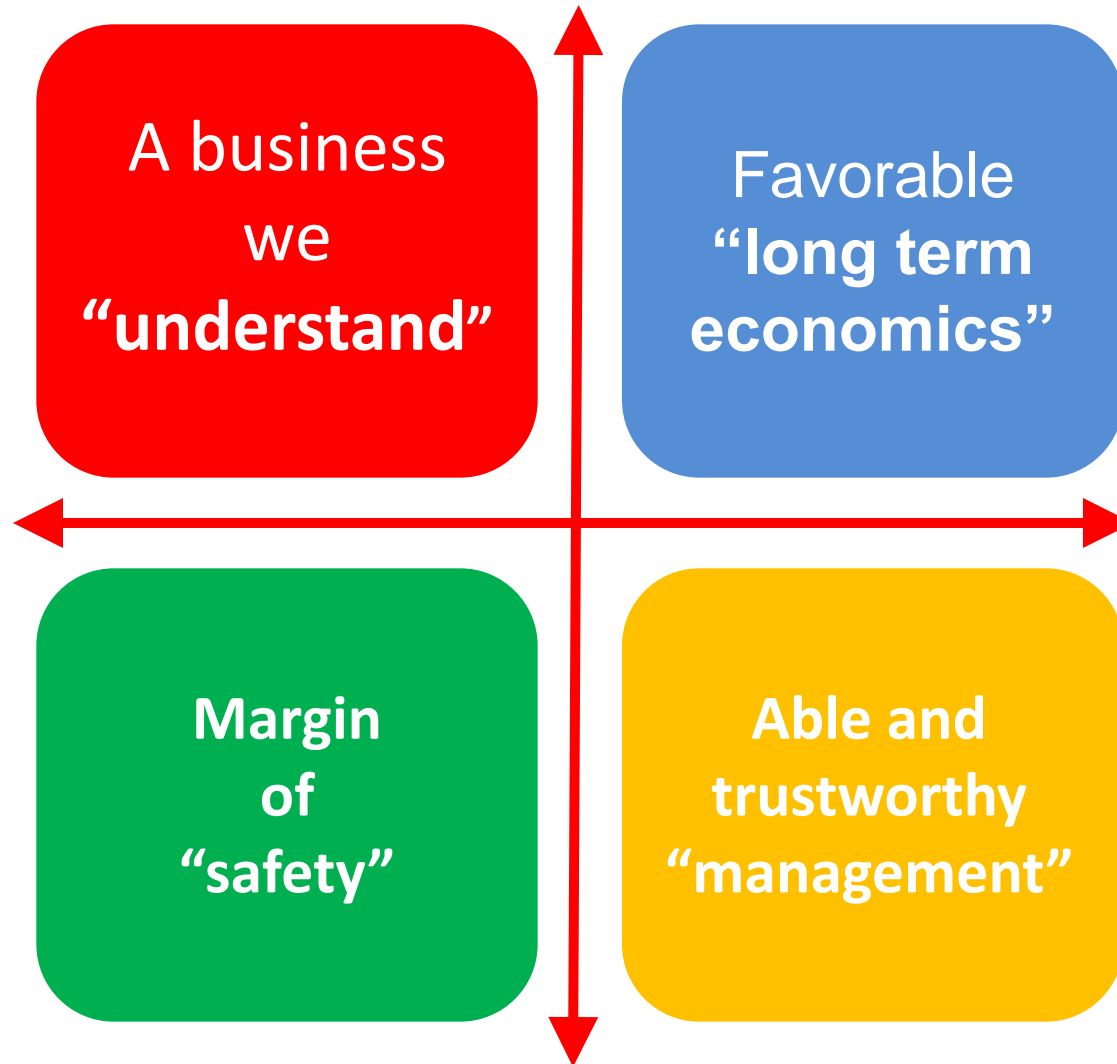 A business
we
“understand”
Favorable
“long term
economics”
Margin
of
“safety”
Able and
trustworthy
“management”